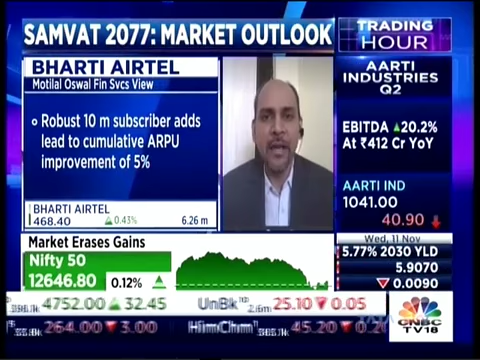 SAMVAT 2077: MARKET OUTLOOK
BHARTI AIRTEL
Motilal Oswal Fin Svcs View
Robust 10 m subscriber adds
lead to cumulative ARPU
improvement of 5%
BHARTI AIRTEL
468.40 ▲0.43% 6.26 m
Market Erases Gains
Nifty 50
12646.80 0.12% ▲
TRADING
HOUR
AARTI
INDUSTRIES
Q2
EBITDA ▲20.2%
At ₹412 Cr YoY
AARTI IND
1041.00
40.90 ↓
Wed, 11 Nov
5.77% 2030 YLD
5.9070
▼ 0.0090
4752.00 ▲ 32.45 UnBk 2.6m 25.10 ▼ 0.05
264.00 ▼ 3.00 HimChm 45.20 ▼ 0.20
CNBC
TV18